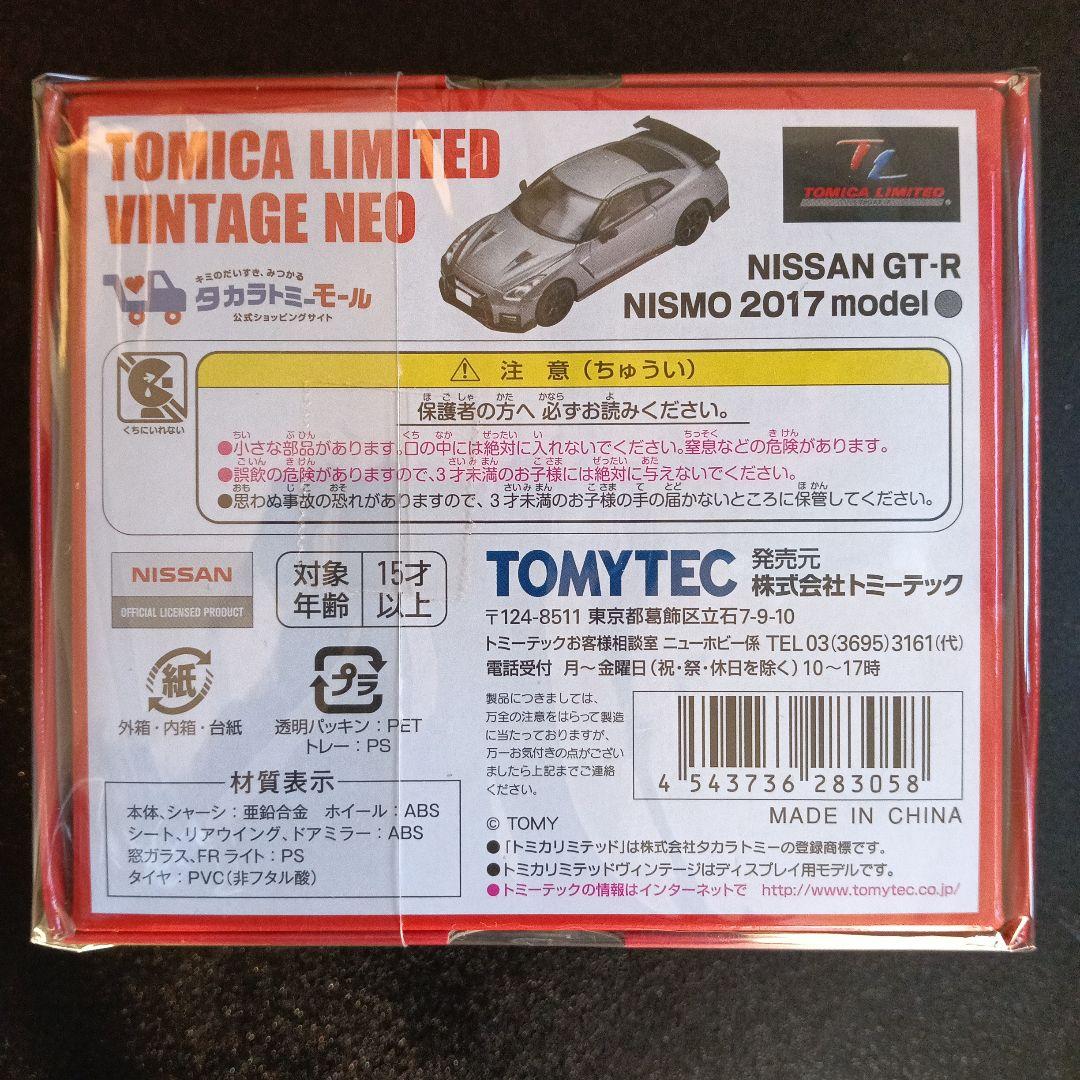 TOMICA LIMITED
VINTAGE NEO
TL
TOMICA LIMITED
キミのだいすき、みつかる
タカラトミーモール
公式ショッピングサイト
NISSAN GT-R
NISMO 2017 model
くちにいれない
注 意(ちゅうい)
保護者の方へ 必ずお読みください。
●小さな部品があります。口の中には絶対に入れないでください。窒息などの危険があります。
●誤飲の危険がありますので、3才未満のお子様には絶対に与えないでください。
●思わぬ事故の恐れがありますので、3才未満のお子様の手の届かないところに保管してください。
NISSAN
OFFICIAL LICENSED PRODUCT
対象年齢 15才以上
TOMYTEC 発売元 株式会社トミーテック
〒124-8511 東京都葛飾区立石7-9-10
トミーテックお客様相談室 ニューホビー係 TEL 03(3695)3161(代)
電話受付 月~金曜日(祝・祭・休日を除く)10~17時
紙
外箱・内箱・台紙
プラ
透明パッキン:PET
トレー:PS
製品につきましては、
万全の注意をはらって製造
に当たっておりますが、
万一お気付きの点がござい
ましたら上記までご連絡
ください。
4 543736 283058
MADE IN CHINA
材質表示
本体、シャーシ:亜鉛合金 ホイール:ABS
シート、リアウイング、ドアミラー:ABS
窓ガラス、FRライト:PS
タイヤ:PVC(非フタル酸)
© TOMY
●「トミカリミテッド」は株式会社タカラトミーの登録商標です。
●トミカリミテッドヴィンテージはディスプレイ用モデルです。
●トミーテックの情報はインターネットで http://www.tomytec.co.jp/